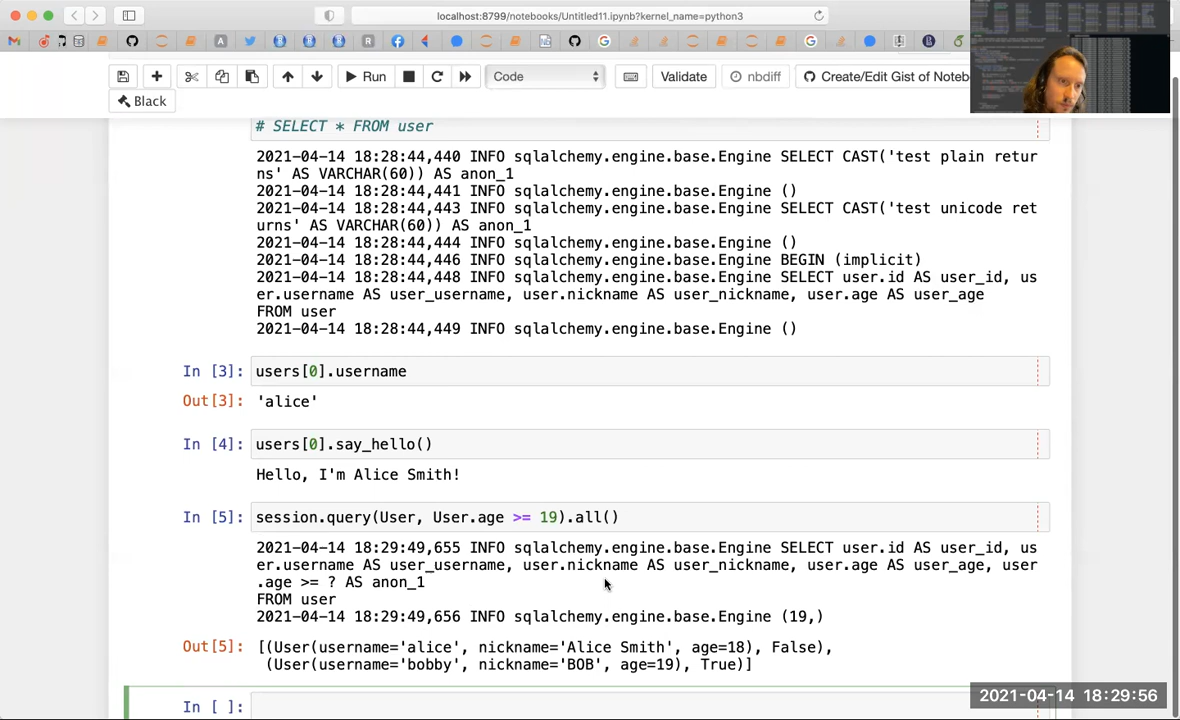 localhost:8799/notebooks/Untitled11.ipynb?kernel_name=python3
Run
Code
Validate
nbdiff
Create/Edit Gist of Noteb
Black
# SELECT * FROM user
2021-04-14 18:28:44,440 INFO sqlalchemy.engine.base.Engine SELECT CAST('test plain retur
ns' AS VARCHAR(60)) AS anon_1
2021-04-14 18:28:44,441 INFO sqlalchemy.engine.base.Engine ()
2021-04-14 18:28:44,443 INFO sqlalchemy.engine.base.Engine SELECT CAST('test unicode ret
urns' AS VARCHAR(60)) AS anon_1
2021-04-14 18:28:44,444 INFO sqlalchemy.engine.base.Engine ()
2021-04-14 18:28:44,446 INFO sqlalchemy.engine.base.Engine BEGIN (implicit)
2021-04-14 18:28:44,448 INFO sqlalchemy.engine.base.Engine SELECT user.id AS user_id, us
er.username AS user_username, user.nickname AS user_nickname, user.age AS user_age
FROM user
2021-04-14 18:28:44,449 INFO sqlalchemy.engine.base.Engine ()
In [3]: users[0].username
Out[3]: 'alice'
In [4]: users[0].say_hello()
Hello, I'm Alice Smith!
In [5]: session.query(User, User.age >= 19).all()
2021-04-14 18:29:49,655 INFO sqlalchemy.engine.base.Engine SELECT user.id AS user_id, us
er.username AS user_username, user.nickname AS user_nickname, user.age AS user_age, user
.age >= ? AS anon_1
FROM user
2021-04-14 18:29:49,656 INFO sqlalchemy.engine.base.Engine (19,)
Out[5]: [(User(username='alice', nickname='Alice Smith', age=18), False),
(User(username='bobby', nickname='BOB', age=19), True)]
In [ ]:
2021-04-14 18:29:56